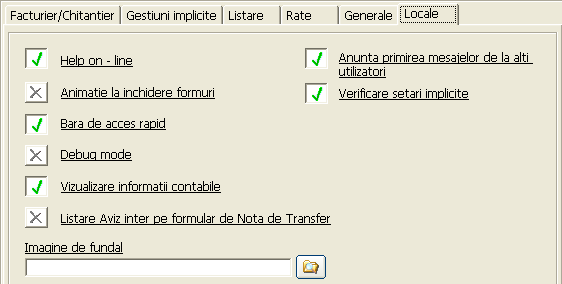 Facturier/Chitantier Gestiuni implicite Listare Rate Generale Locale
Help on - line
Animatie la inchidere formuri
Bara de acces rapid
Debug mode
Vizualizare informatii contabile
Listare Aviz inter pe formular de Nota de Transfer
Anunta primirea mesajelor de la alti
utilizatori
Verificare setari implicite
Imagine de fundal